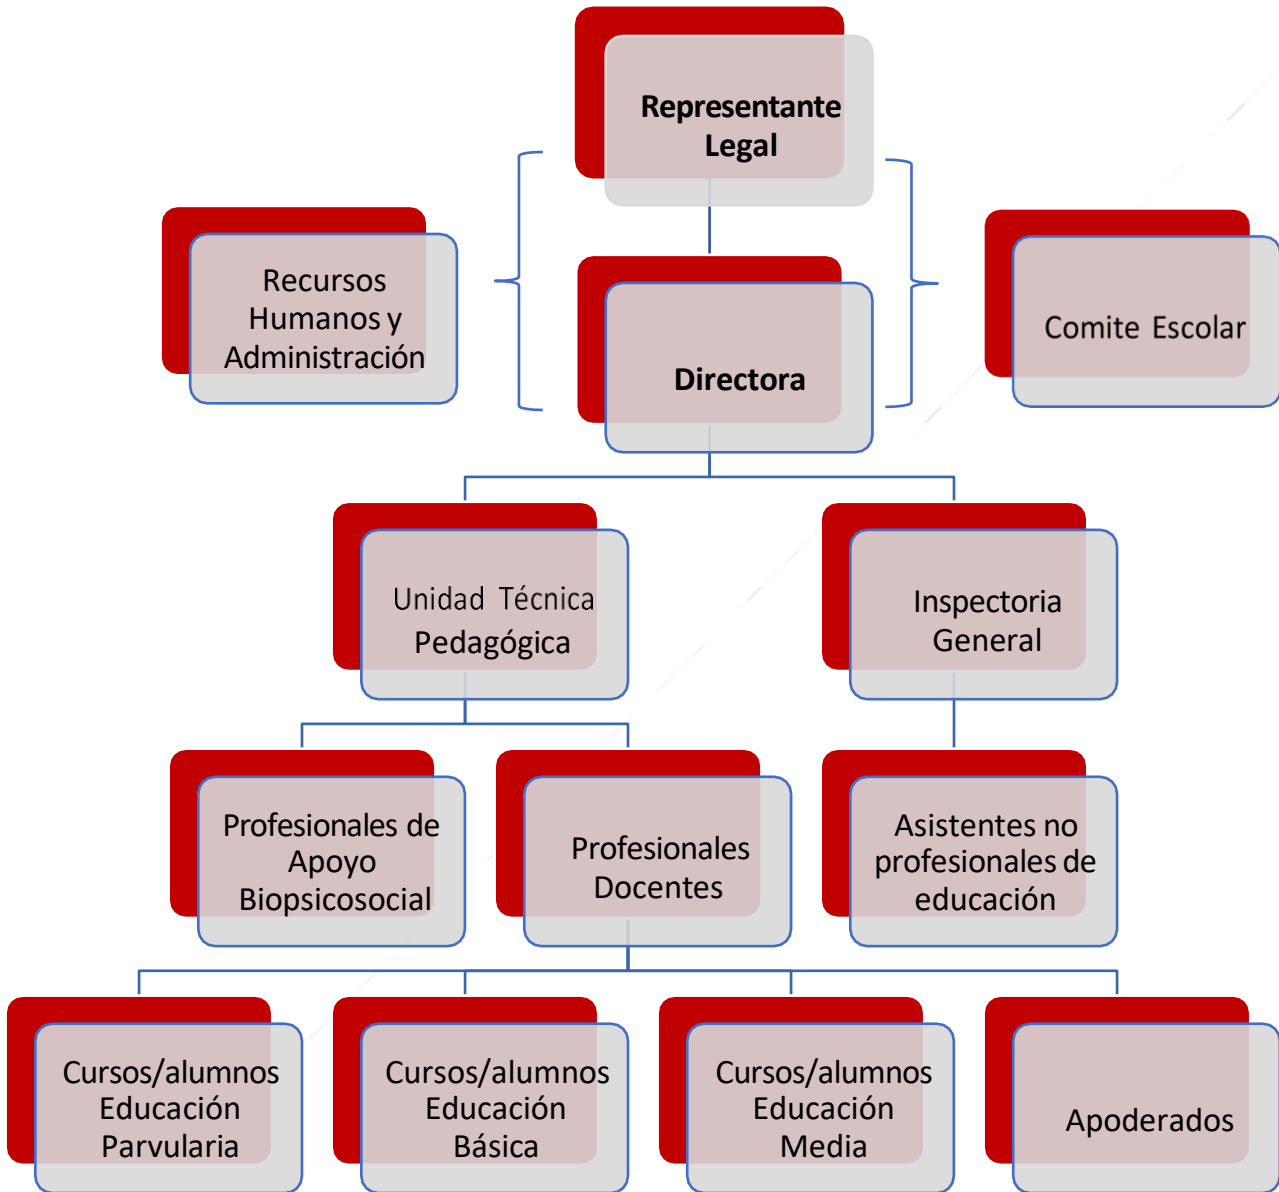 Representante
Legal
Recursos
Humanos y
Administración
Comite Escolar
Directora
Unidad Técnica
Pedagógica
Inspectoria
General
Profesionales de
Apoyo
Biopsicosocial
Profesionales
Docentes
Asistentes no
profesionales de
educación
Cursos/alumnos
Educación
Parvularia
Cursos/alumnos
Educación
Básica
Cursos/alumnos
Educación
Media
Apoderados